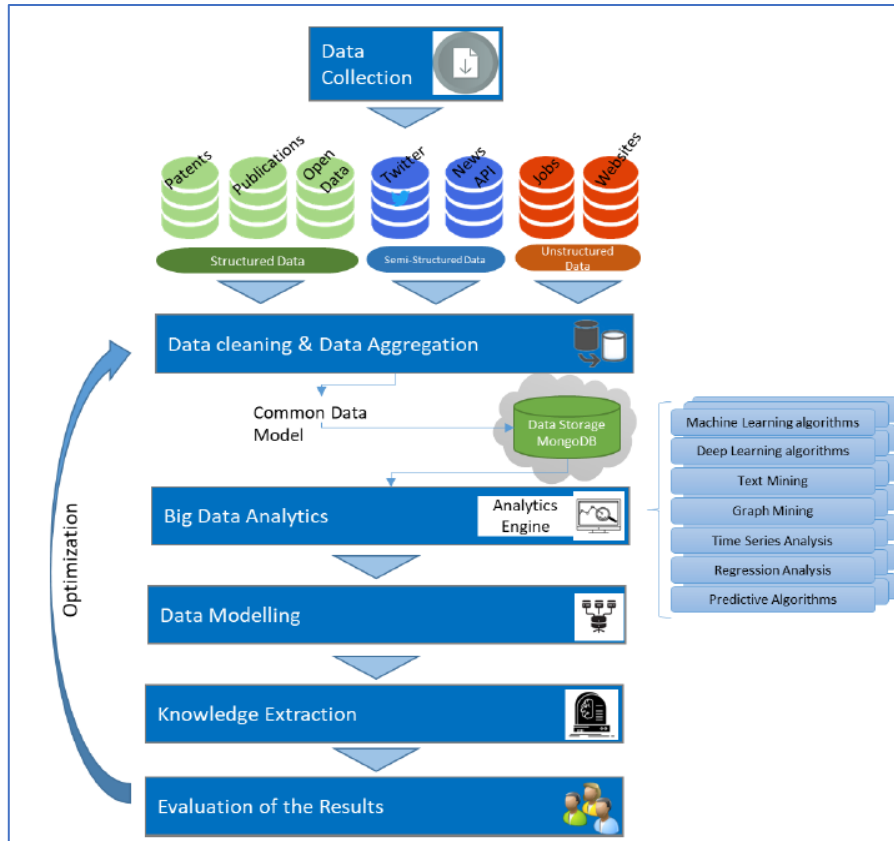 Data
Collection
Patents
Publications
Open
Data
Twitter
News
API
Jobs
Websites
Structured Data
Semi-Structured Data
Unstructured
Data
Data cleaning & Data Aggregation
Common Data
Model
Data Storage
MongoDB
Machine Learning algorithms
Deep Learning algorithms
Text Mining
Graph Mining
Time Series Analysis
Regression Analysis
Predictive Algorithms
Big Data Analytics
Analytics
Engine
Optimization
Data Modelling
Knowledge Extraction
Evaluation of the Results